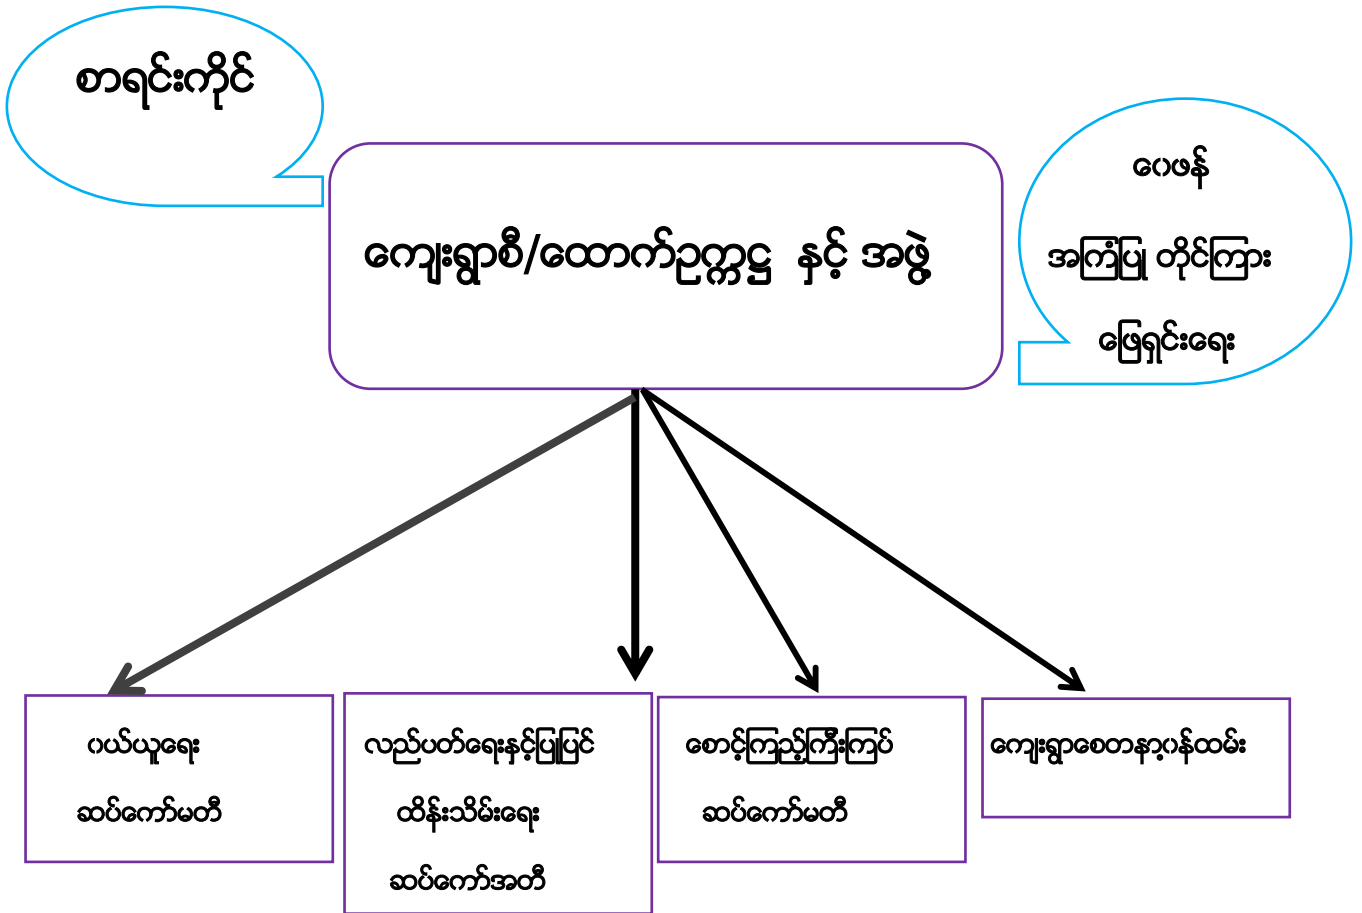 စာရင်းကိုင်
ကျေးရွာစီ/ထောက်ဥက္ကဋ္ဌ နှင့် အဖွဲ့
ဝေဖန်
အကြံပြု တိုင်ကြား
ဖြေရှင်းရေး
ဝယ်ယူရေး
ဆပ်ကော်မတီ
လည်ပတ်ရေးနှင့်ပြုပြင်
ထိန်းသိမ်းရေး
ဆပ်ကော်အတီ
စောင့်ကြည့်ကြီးကြပ်
ဆပ်ကော်မတီ
ကျေးရွာစေတနာ့ဝန်ထမ်း